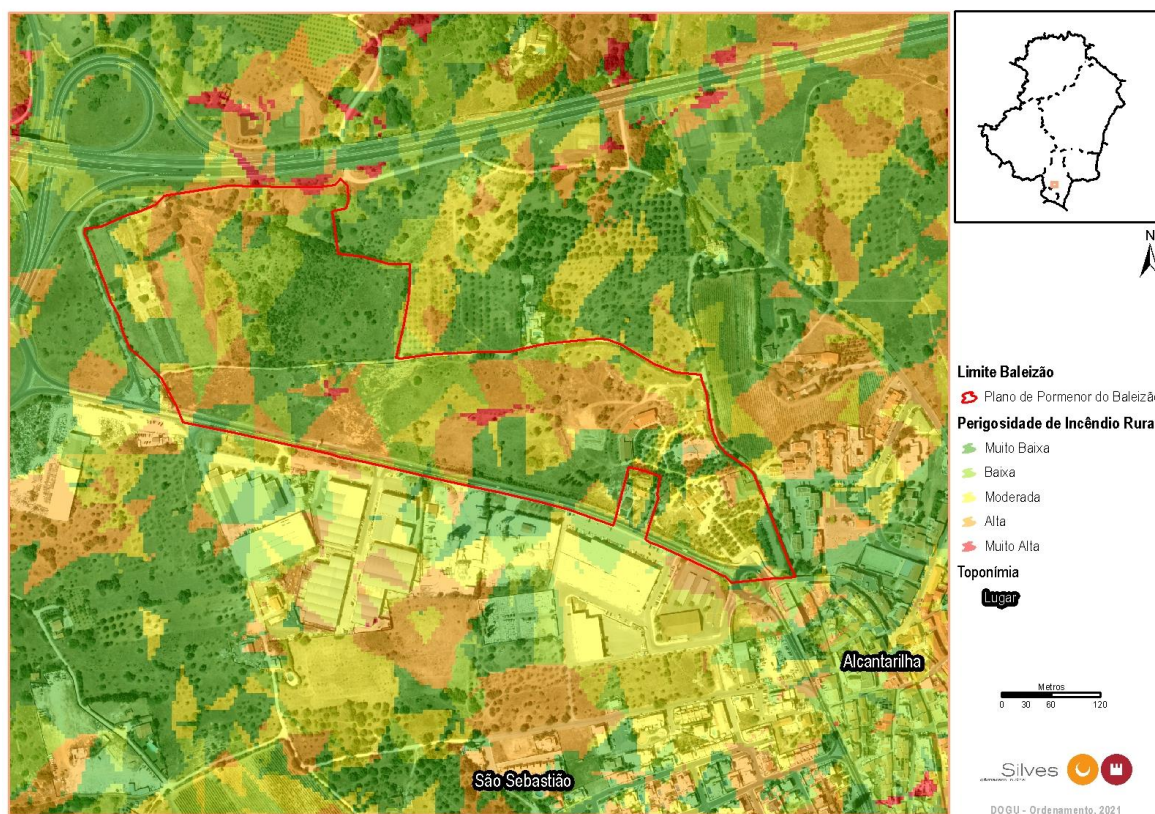 N
Limite Baleizão
Plano de Pormenor do Baleizão
Perigosidade de Incêndio Rura
Muito Baixa
Baixa
Moderada
Alta
Muito Alta
Toponímia
Lugar
Alcantarilha
São Sebastião
Metros
0 30 60 120
Silves
DOGU - Ordenamento, 2021